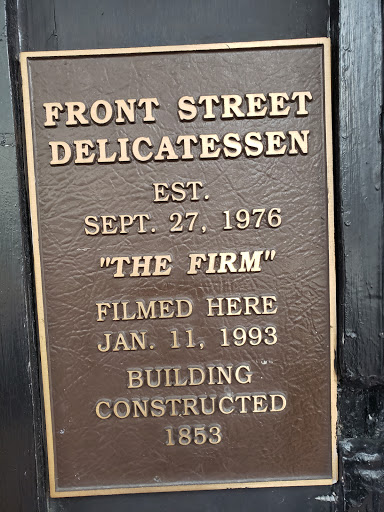 FRONT STREET
DELICATESSEN
EST.
SEPT. 27, 1976
"THE FIRM"
FILMED HERE
JAN. 11, 1993
BUILDING
CONSTRUCTED
1853